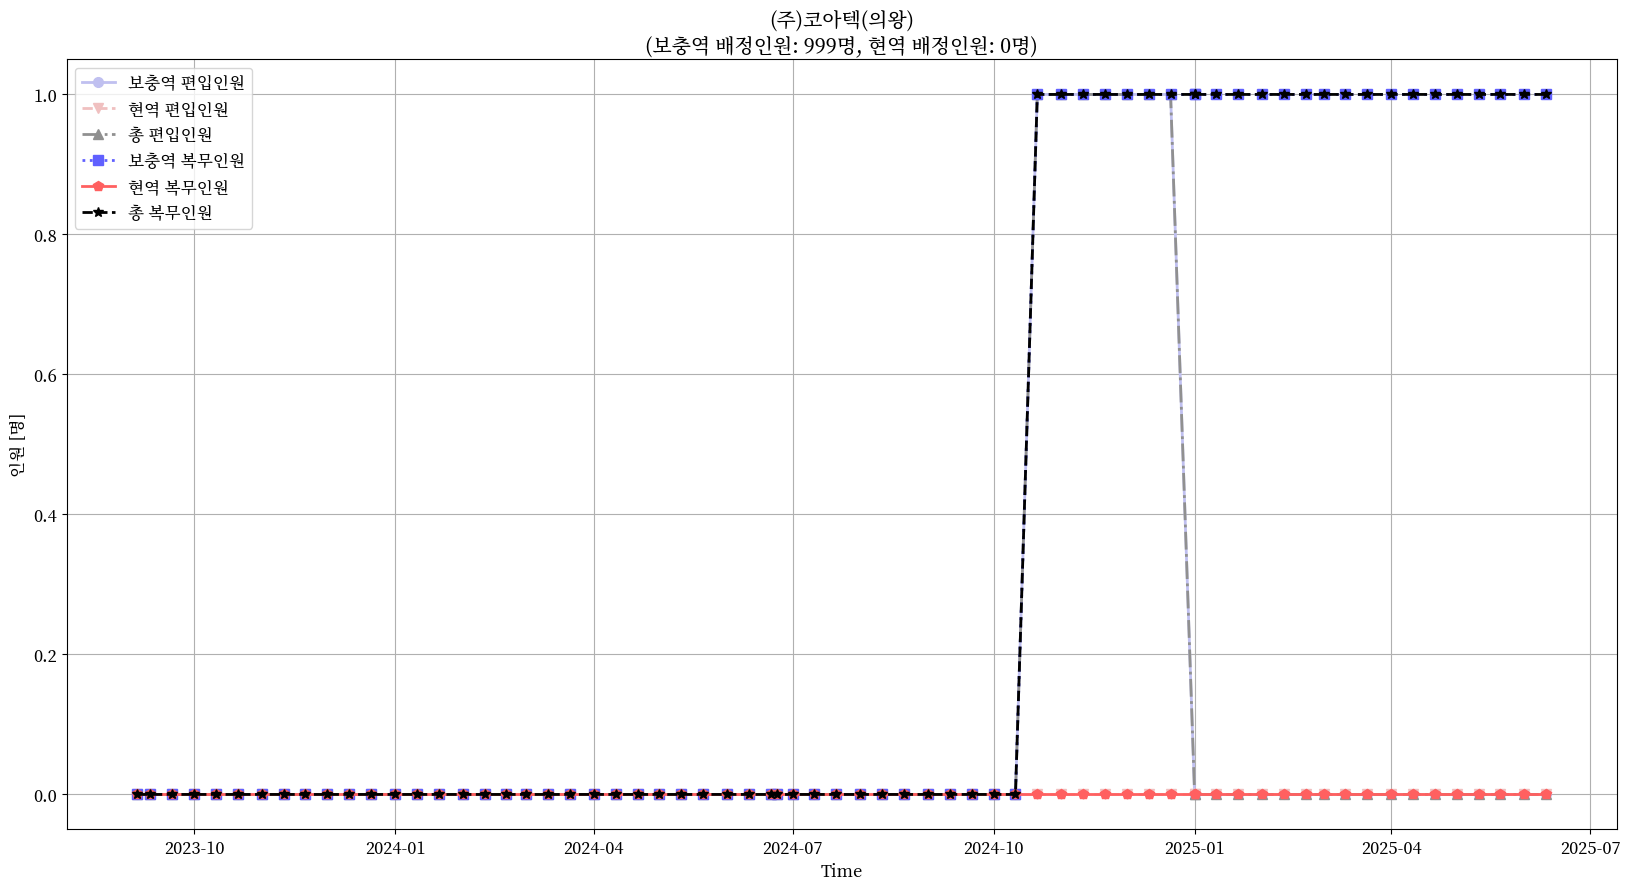 (주)코아텍(의왕)
(보충역 배정인원: 999명, 현역 배정인원: 0명)
보충역 편입인원
현역 편입인원
총 편입인원
보충역 복무인원
현역 복무인원
총 복무인원
1.0
0.8
0.6
0.4
0.2
0.0
인원 [명]
2023-10
2024-01
2024-04
2024-07
2024-10
2025-01
2025-04
2025-07
Time